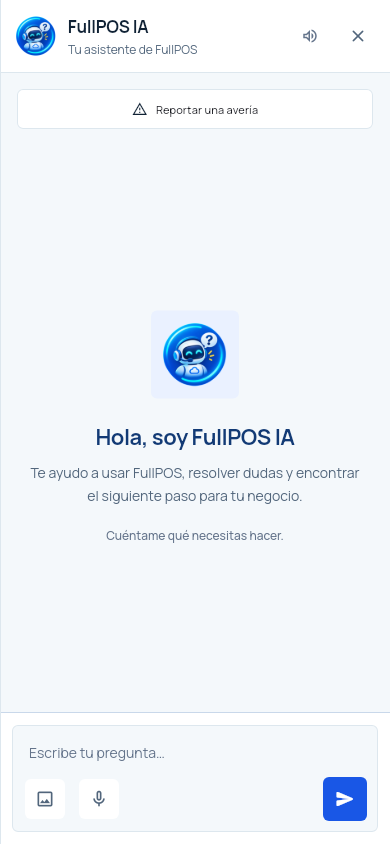 FullPOS IA
Tu asistente de FullPOS
Reportar una avería
?
Hola, soy FullPOS IA
Te ayudo a usar FullPOS, resolver dudas y encontrar
el siguiente paso para tu negocio.
Cuéntame qué necesitas hacer.
Escribe tu pregunta...